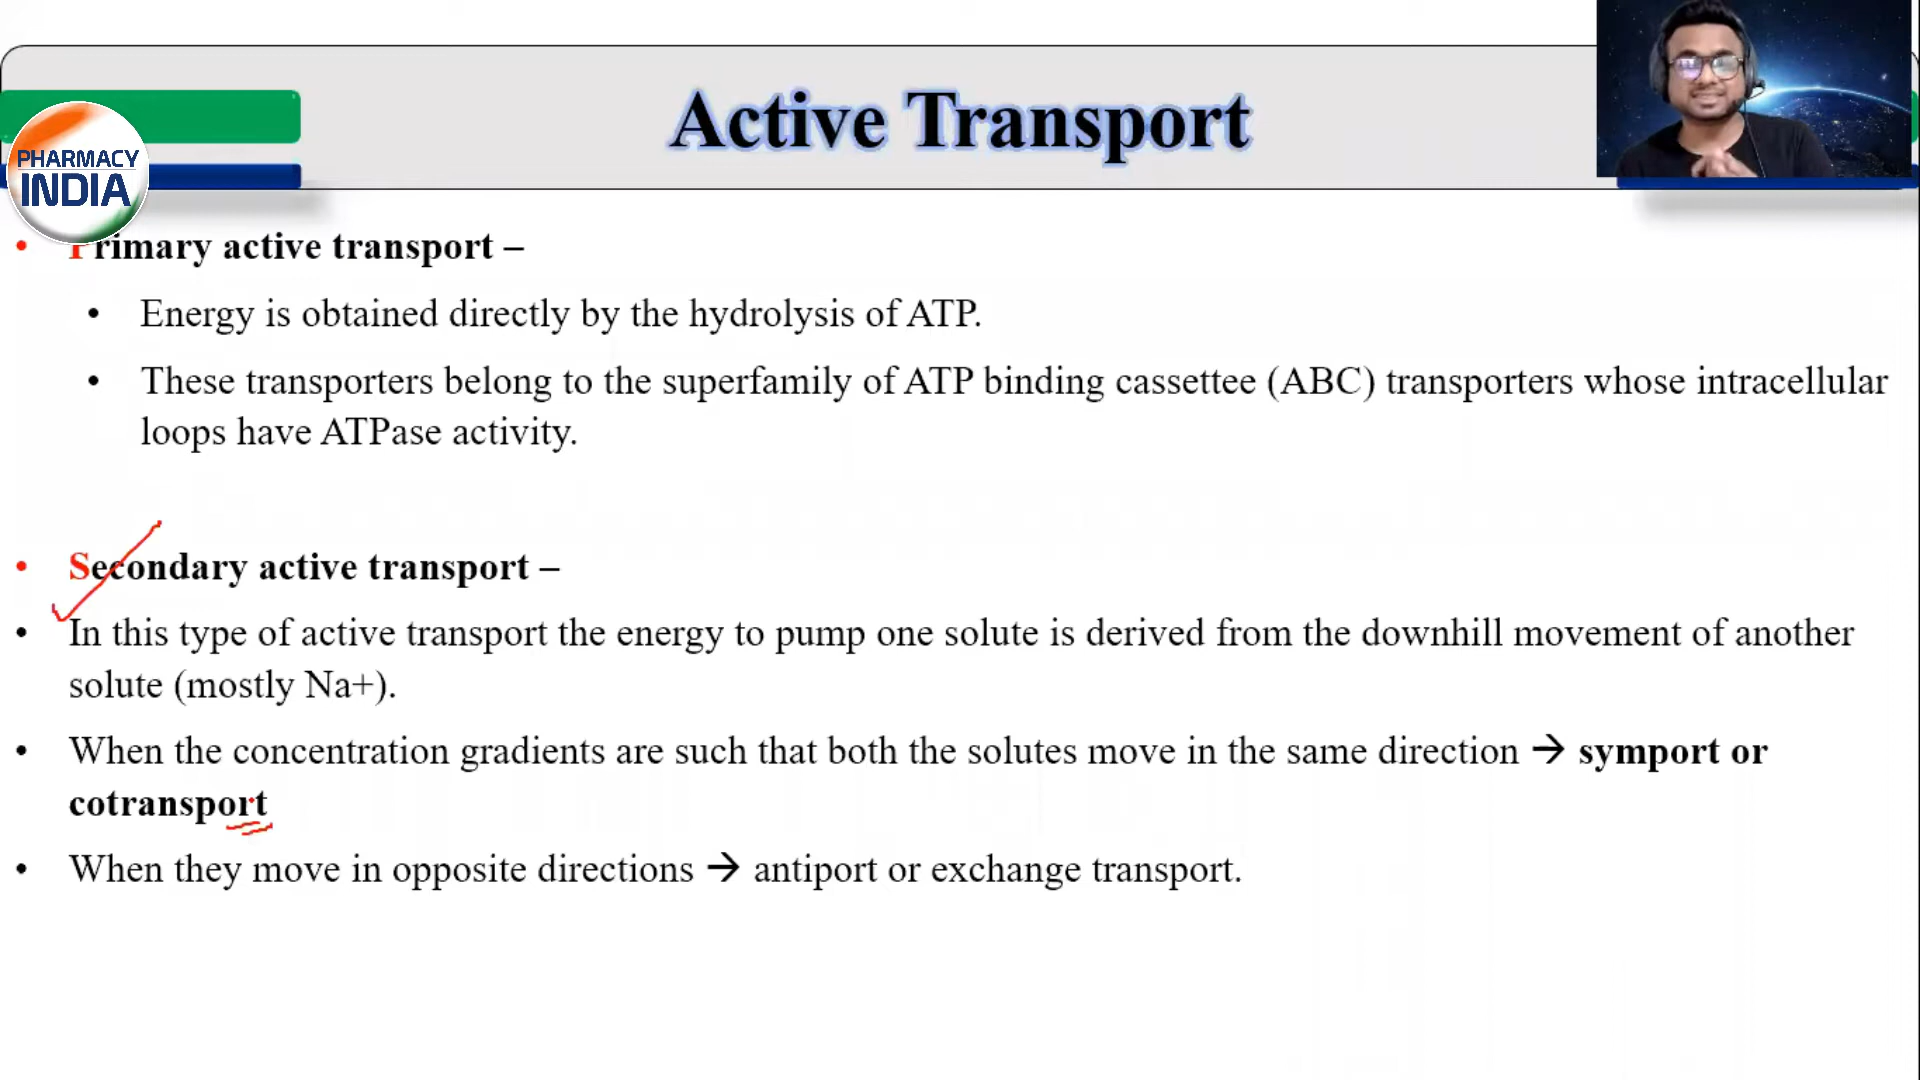 Active Transport
PHARMACY
INDIA
• Primary active transport –
• Energy is obtained directly by the hydrolysis of ATP.
• These transporters belong to the superfamily of ATP binding cassettee (ABC) transporters whose intracellular
loops have ATPase activity.
• Secondary active transport –
• In this type of active transport the energy to pump one solute is derived from the downhill movement of another
solute (mostly Na+).
• When the concentration gradients are such that both the solutes move in the same direction → symport or
cotransport
• When they move in opposite directions → antiport or exchange transport.